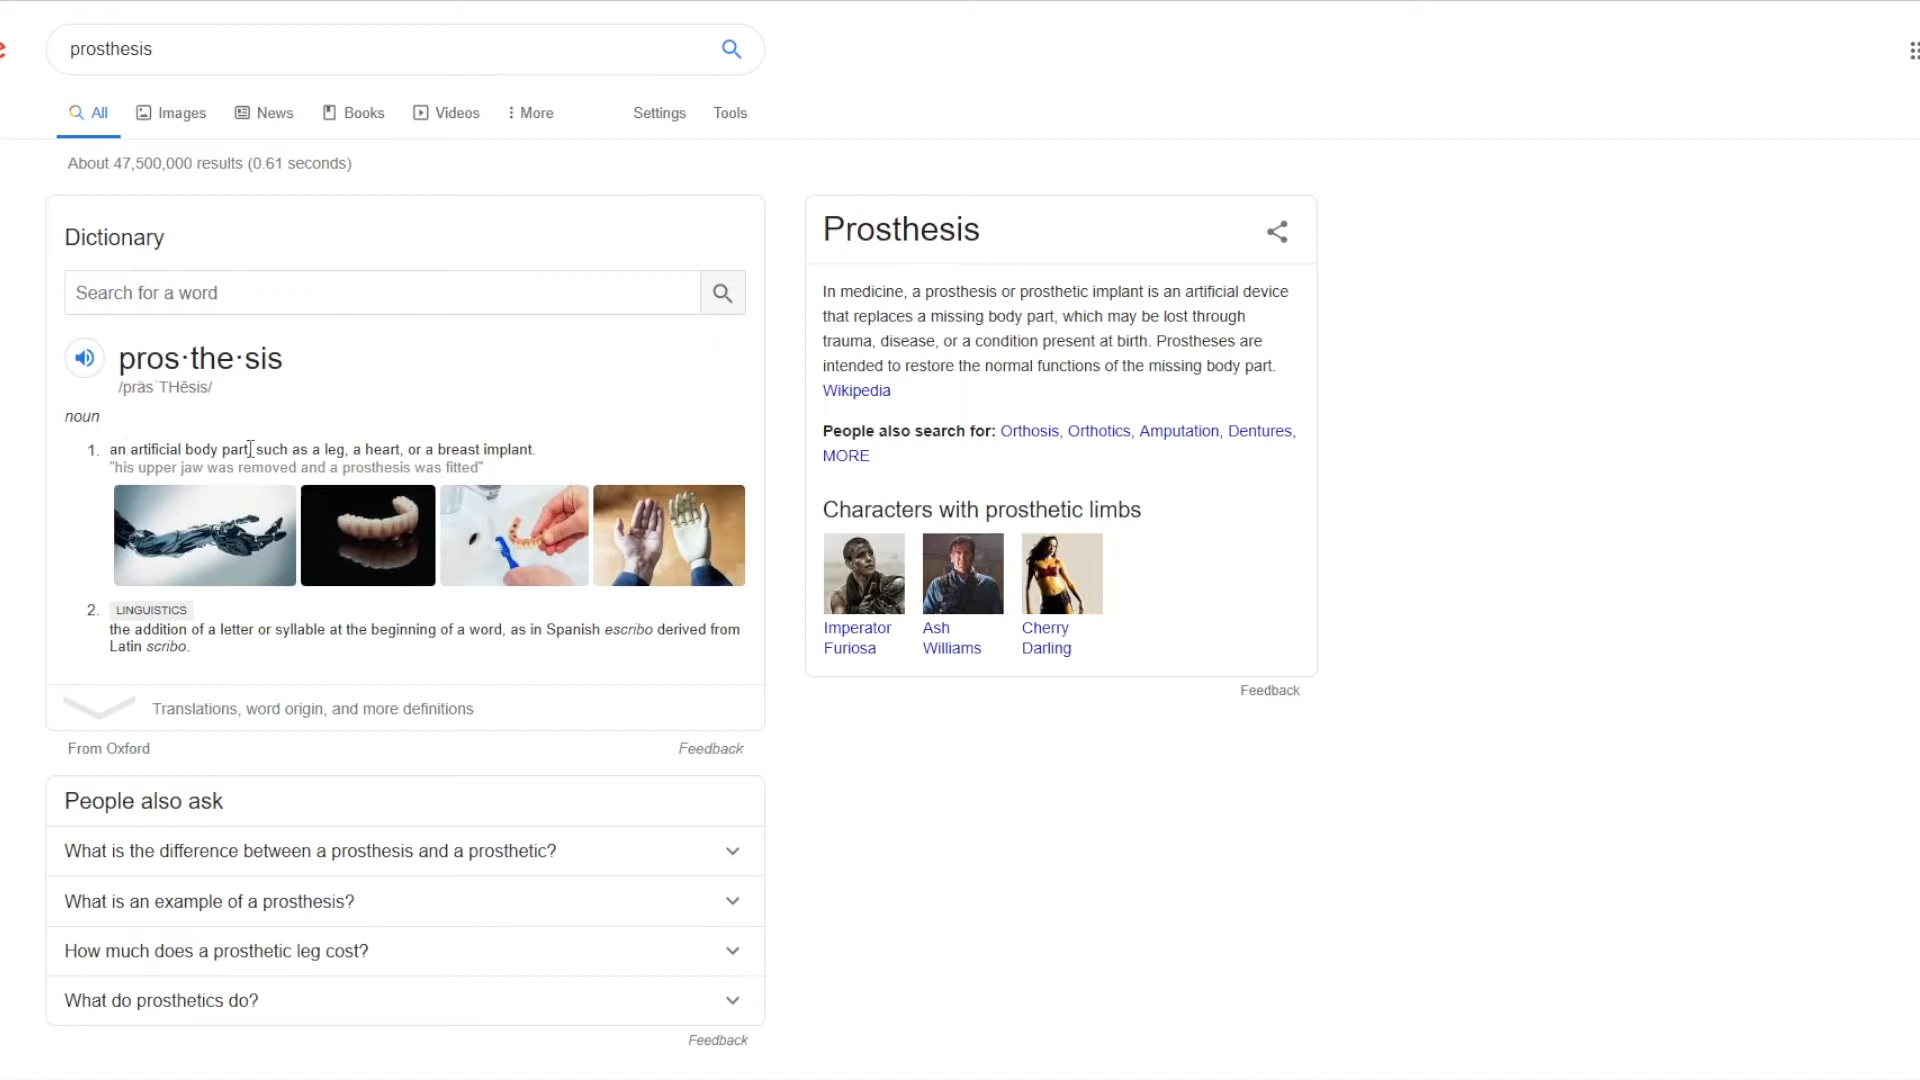 prosthesis
All
Images
News
Books
Videos
More
Settings
Tools
About 47,500,000 results (0.61 seconds)
Dictionary
Search for a word
pros·the·sis
/präsˈTHēsis/
noun
1. an artificial body part, such as a leg, a heart, or a breast implant.
"his upper jaw was removed and a prosthesis was fitted"
2. LINGUISTICS
the addition of a letter or syllable at the beginning of a word, as in Spanish escribo derived from
Latin scribo.
Translations, word origin, and more definitions
From Oxford
Feedback
People also ask
What is the difference between a prosthesis and a prosthetic?
What is an example of a prosthesis?
How much does a prosthetic leg cost?
What do prosthetics do?
Feedback
Prosthesis
In medicine, a prosthesis or prosthetic implant is an artificial device
that replaces a missing body part, which may be lost through
trauma, disease, or a condition present at birth. Prostheses are
intended to restore the normal functions of the missing body part.
Wikipedia
People also search for: Orthosis, Orthotics, Amputation, Dentures,
MORE
Characters with prosthetic limbs
Imperator
Furiosa
Ash
Williams
Cherry
Darling
Feedback